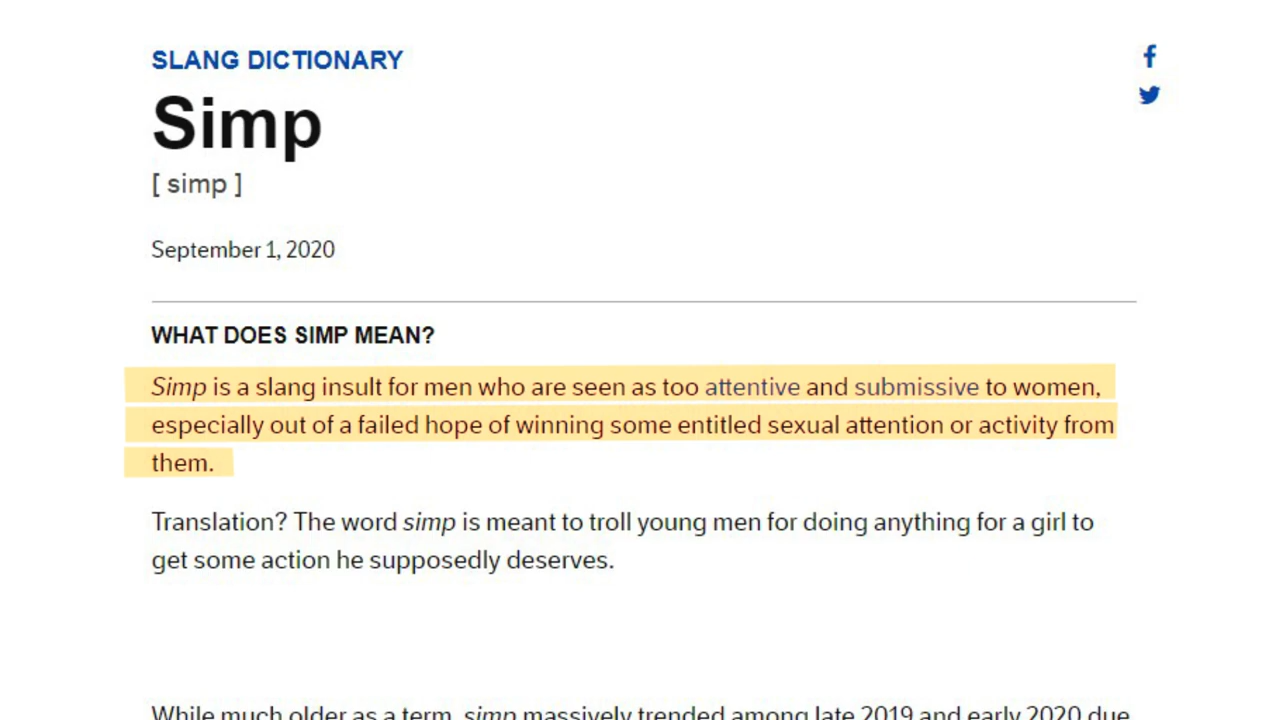 SLANG DICTIONARY
Simp
[ simp ]
September 1, 2020
WHAT DOES SIMP MEAN?
Simp is a slang insult for men who are seen as too attentive and submissive to women,
especially out of a failed hope of winning some entitled sexual attention or activity from
them.
Translation? The word simp is meant to troll young men for doing anything for a girl to
get some action he supposedly deserves.
While much older as a term, simp massively trended among late 2019 and early 2020 due